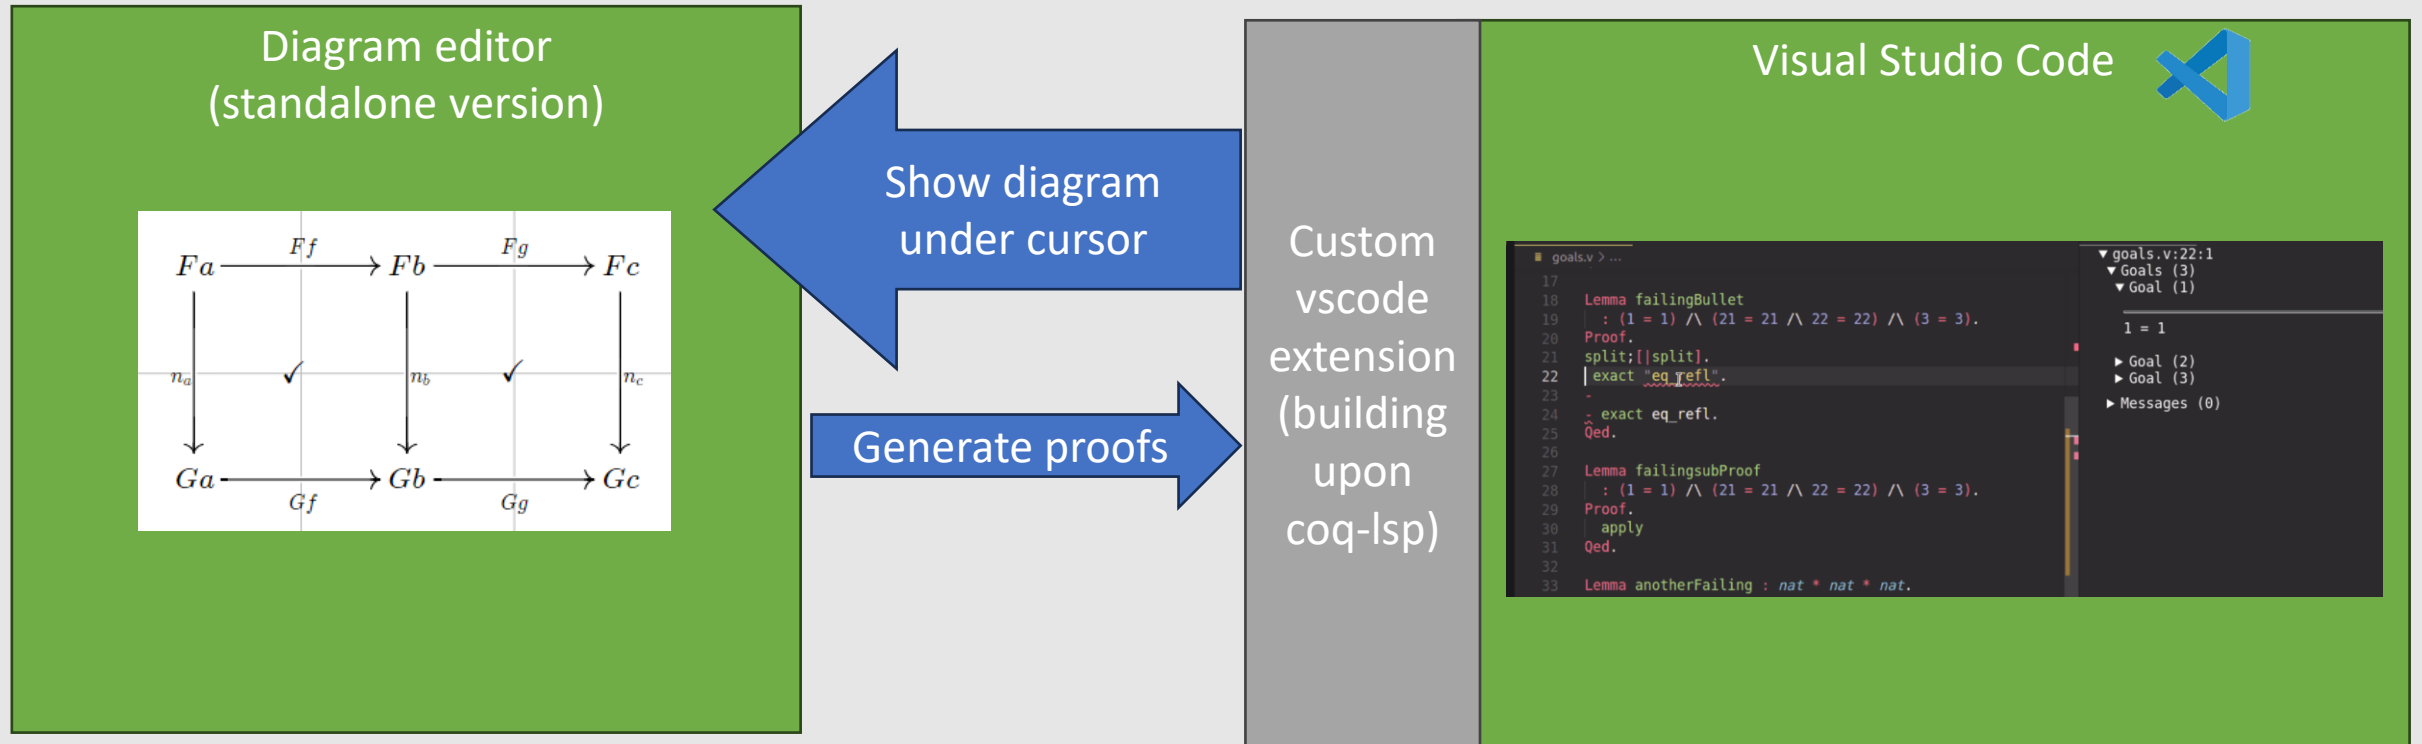 Diagram editor
(standalone version)
Ff
Fg
Fa
Fb
Fc
na
✓
nb
✓
nc
Ga
Gb
Gc
Gf
Gg
Show diagram
under cursor
Generate proofs
Custom
vscode
extension
(building
upon
coq-lsp)
Visual Studio Code
goals.v > ...
17
18 Lemma failingBullet
19 : (1 = 1) /\ (21 = 21 /\ 22 = 22) /\ (3 = 3).
20 Proof.
21 split;[|split].
22 exact "eq_refl".
23 -
24 - exact eq_refl.
25 Qed.
26
27 Lemma failingsubProof
28 : (1 = 1) /\ (21 = 21 /\ 22 = 22) /\ (3 = 3).
29 Proof.
30 apply
31 Qed.
32
33 Lemma anotherFailing : nat * nat * nat.
▼ goals.v:22:1
▼ Goals (3)
▼ Goal (1)
1 = 1
▶ Goal (2)
▶ Goal (3)
▶ Messages (0)